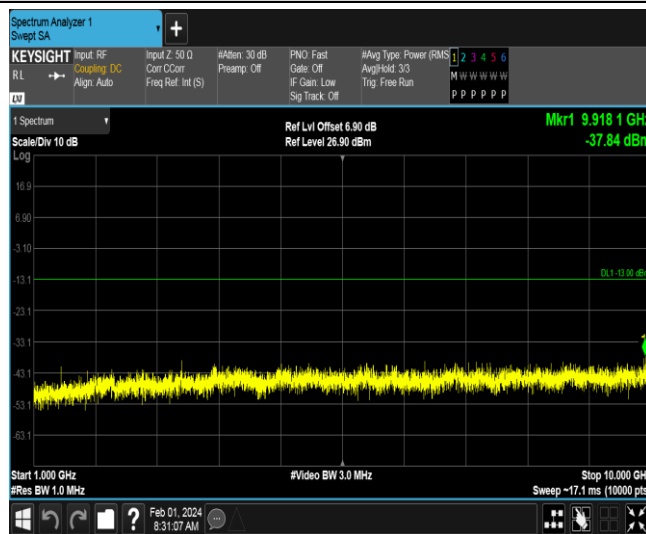 Spectrum Analyzer 1
Swept SA
+
KEYSIGHT
RL
LXI
Input: RF
Coupling: DC
Align: Auto
Input Z: 50 Ω
Corr CCorr
Freq Ref: Int (S)
#Atten: 30 dB
Preamp: Off
PNO: Fast
Gate: Off
IF Gain: Low
Sig Track: Off
#Avg Type: Power (RMS
Avg|Hold: 3/3
Trig: Free Run
1 2 3 4 5 6
M W W W W W
P P P P P P
1 Spectrum
Scale/Div 10 dB
Log
Ref Lvl Offset 6.90 dB
Ref Level 26.90 dBm
Mkr1 9.918 1 GHz
-37.84 dBm
16.9
6.90
-3.10
-13.1
DL1 -13.00 dBm
-23.1
-33.1
-43.1
-53.1
-63.1
Start 1.000 GHz
#Res BW 1.0 MHz
#Video BW 3.0 MHz
Stop 10.000 GH
Sweep ~17.1 ms (10000 pts
?
Feb 01, 2024
8:31:07 AM